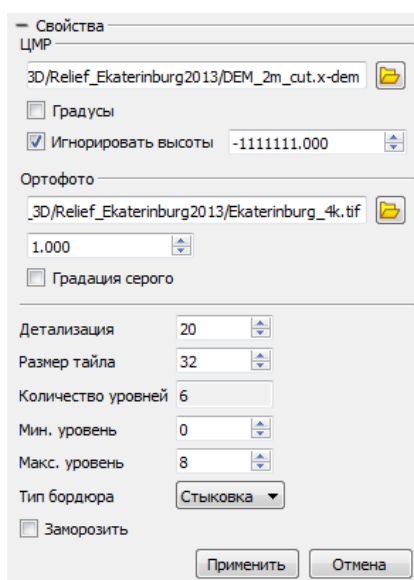 Свойства
ЦМР
3D/Relief_Ekaterinburg2013/DEM_2m_cut.x-dem
Градусы
Игнорировать высоты -1111111.000
Ортофото
_3D/Relief_Ekaterinburg2013/Ekaterinburg_4k.tif
1.000
Градация серого
Детализация 20
Размер тайла 32
Количество уровней 6
Мин. уровень 0
Макс. уровень 8
Тип бордюра Стыковка
Заморозить
Применить Отмена